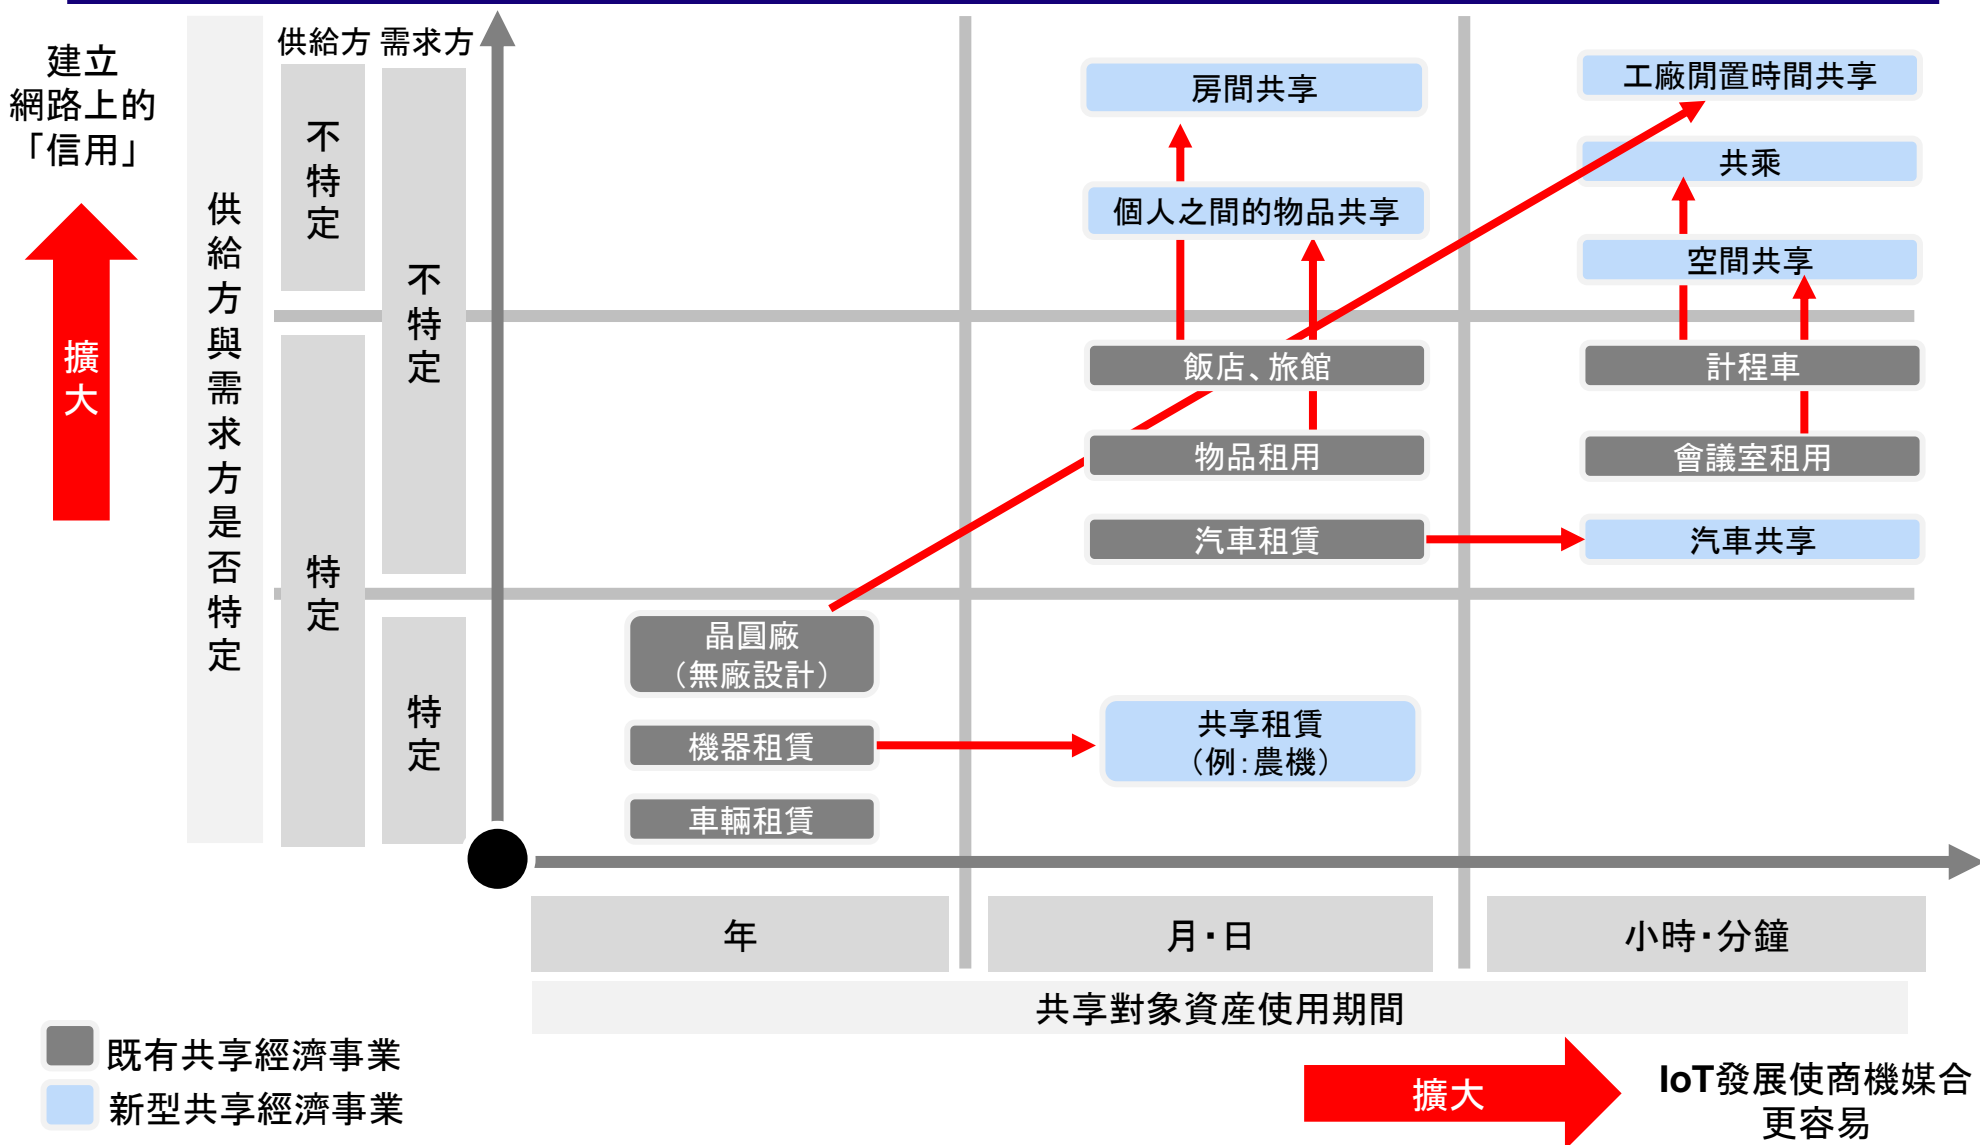 建立
網路上的
「信用」
擴大
供給方與需求方是否特定
供給方 需求方
不特定
特定
不特定
特定
房間共享
個人之間的物品共享
飯店、旅館
物品租用
汽車租賃
工廠閒置時間共享
共乘
空間共享
計程車
會議室租用
汽車共享
晶圓廠
（無廠設計）
機器租賃
車輛租賃
共享租賃
（例：農機）
年
月・日
小時・分鐘
共享對象資産使用期間
既有共享經濟事業
新型共享經濟事業
擴大
IoT發展使商機媒合
更容易